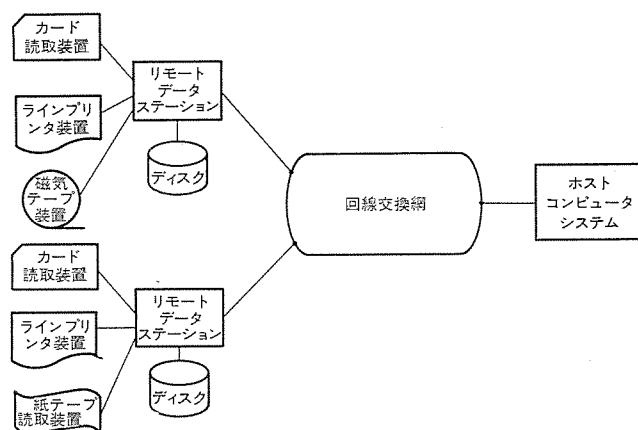 カード
読取装置
ラインプリ
ンタ装置
磁気
テープ
装置
リモート
データ
ステーション
ディスク
カード
読取装置
ラインプリ
ンタ装置
紙テープ
読取装置
リモート
データ
ステーション
ディスク
回線交換網
ホスト
コンピュータ
システム